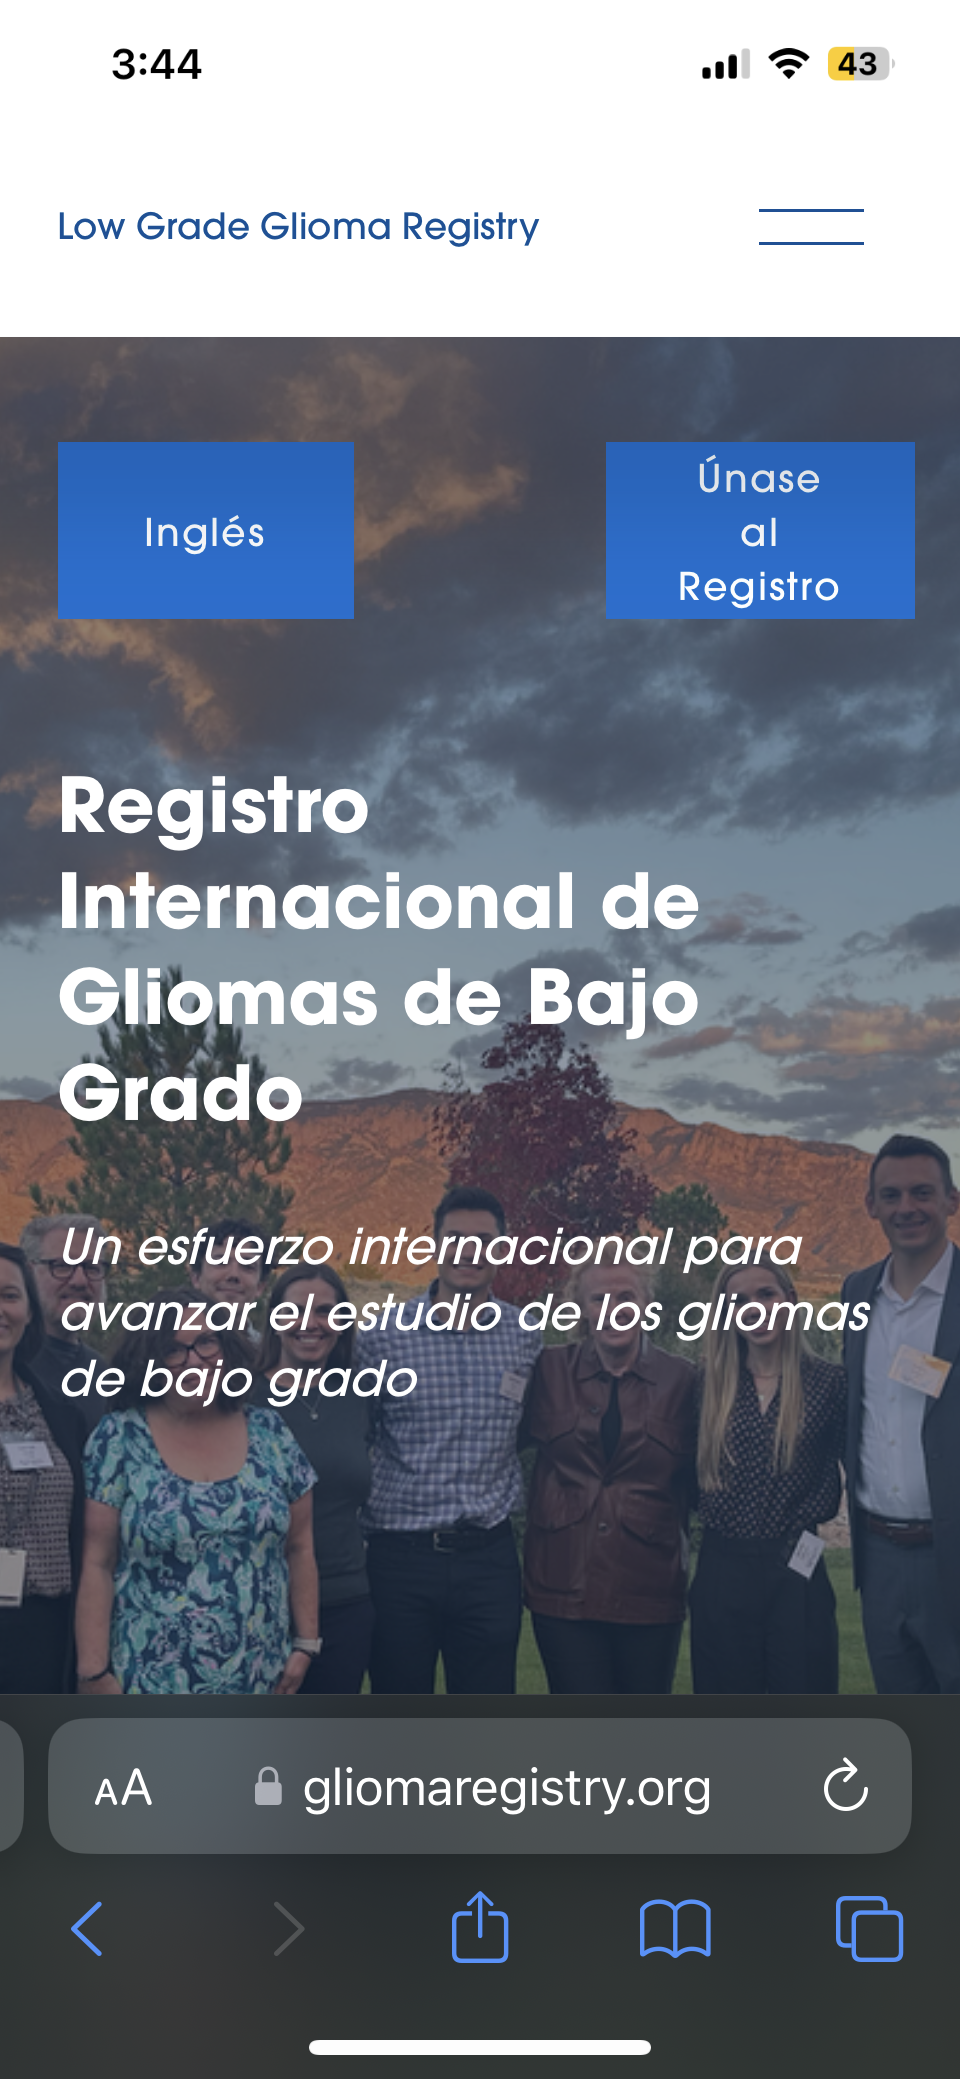 3:44
43
Low Grade Glioma Registry
Inglés
Únase
al
Registro
Registro
Internacional de
Gliomas de Bajo
Grado
Un esfuerzo internacional para
avanzar el estudio de los gliomas
de bajo grado
AA
gliomaregistry.org